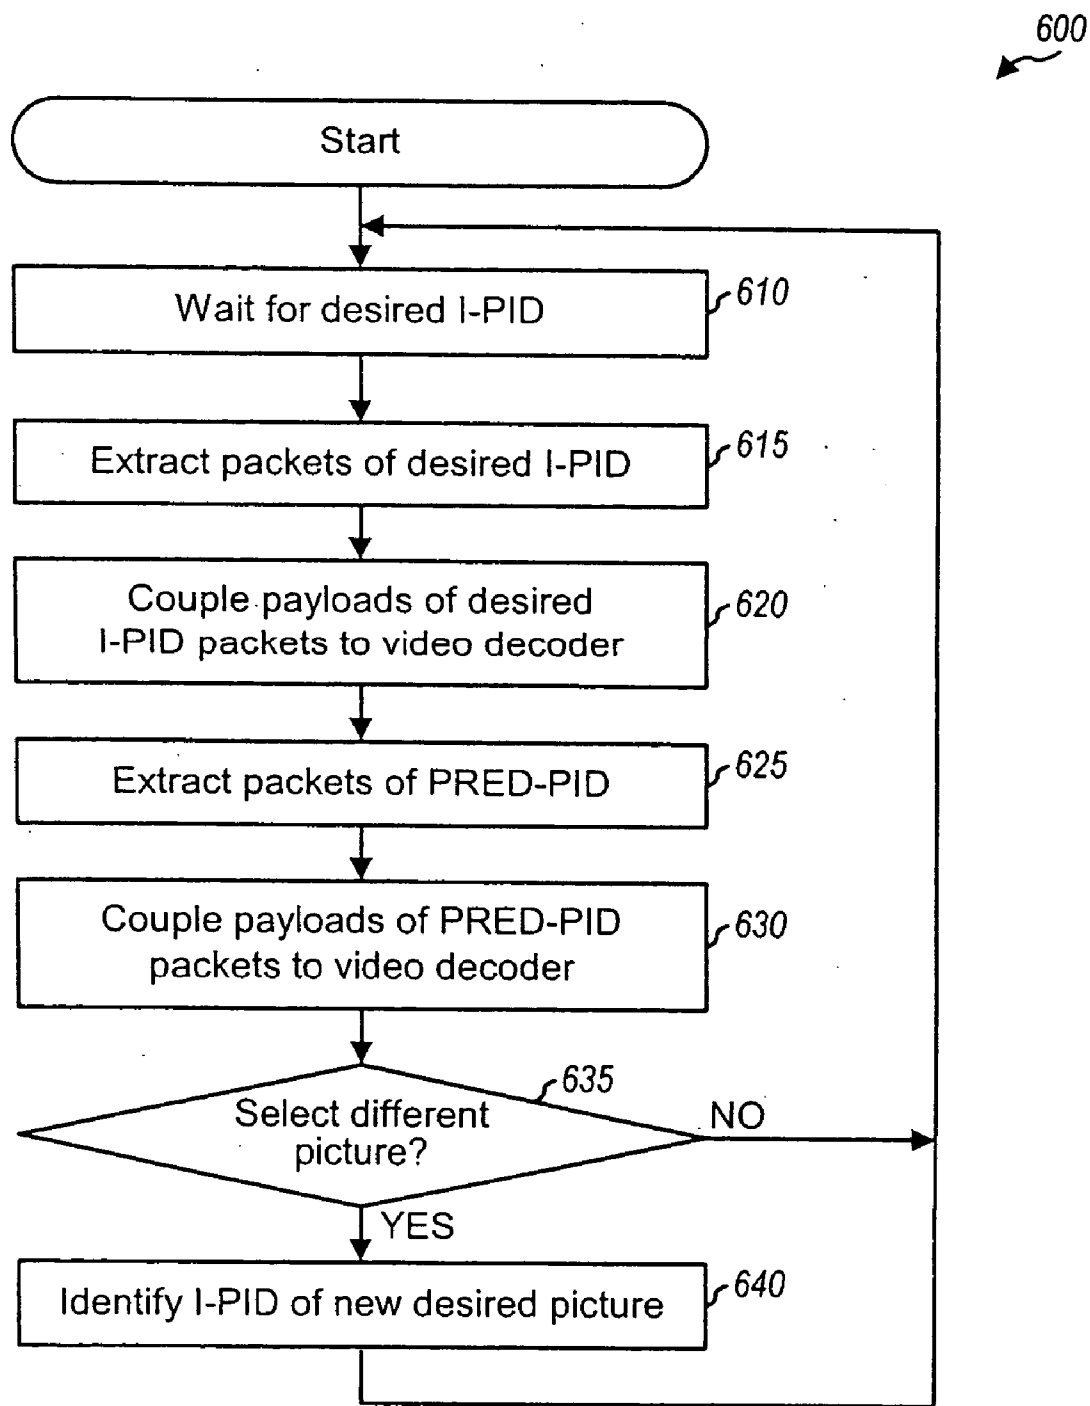 600
Start
Wait for desired I-PID
610
Extract packets of desired I-PID
615
Couple payloads of desired
I-PID packets to video decoder
620
Extract packets of PRED-PID
625
Couple payloads of PRED-PID
packets to video decoder
630
635
Select different
picture?
NO
YES
Identify I-PID of new desired picture
640